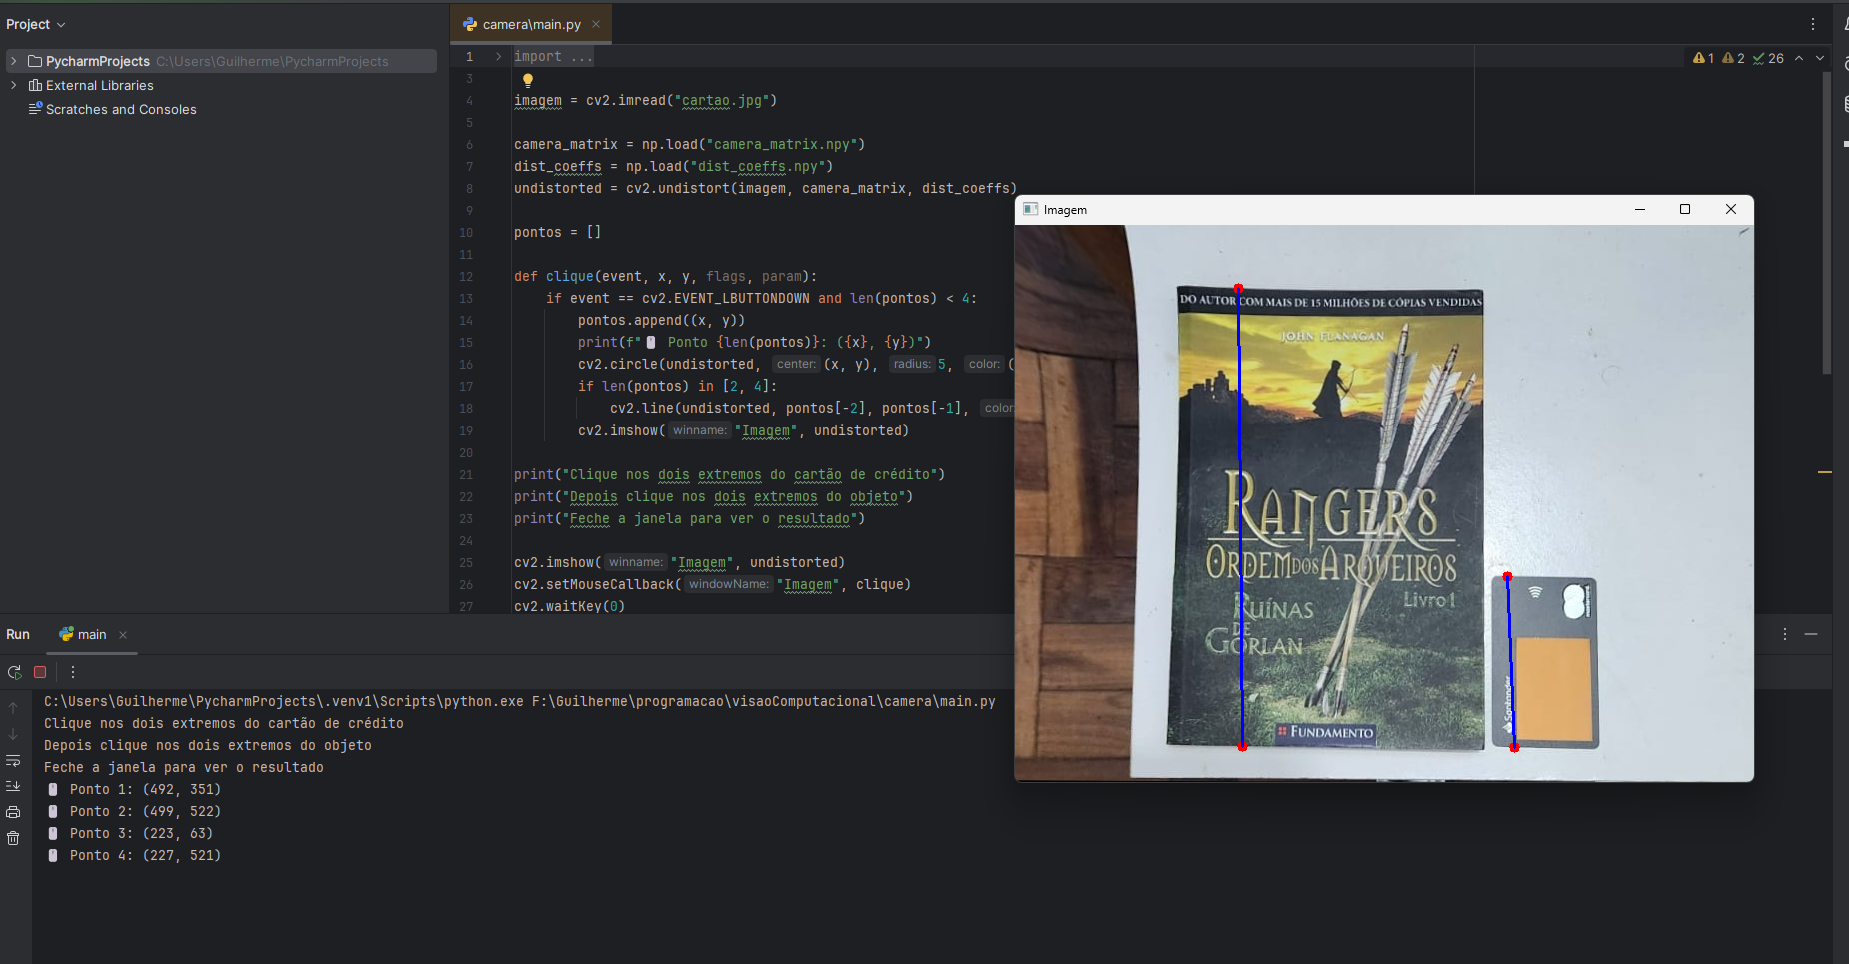 Project
camera\main.py
PycharmProjects C:\Users\Guilherme\PycharmProjects
External Libraries
Scratches and Consoles
1 2 26
1 import ...
3
4 imagem = cv2.imread("cartao.jpg")
5
6 camera_matrix = np.load("camera_matrix.npy")
7 dist_coeffs = np.load("dist_coeffs.npy")
8 undistorted = cv2.undistort(imagem, camera_matrix, dist_coeffs)
9
10 pontos = []
11
12 def clique(event, x, y, flags, param):
13 if event == cv2.EVENT_LBUTTONDOWN and len(pontos) < 4:
14 pontos.append((x, y))
15 print(f"🖱 Ponto {len(pontos)}: ({x}, {y})")
16 cv2.circle(undistorted, center: (x, y), radius: 5, color: (
17 if len(pontos) in [2, 4]:
18 cv2.line(undistorted, pontos[-2], pontos[-1], color:
19 cv2.imshow( winname: "Imagem", undistorted)
20
21 print("Clique nos dois extremos do cartão de crédito")
22 print("Depois clique nos dois extremos do objeto")
23 print("Feche a janela para ver o resultado")
24
25 cv2.imshow( winname: "Imagem", undistorted)
26 cv2.setMouseCallback( windowName: "Imagem", clique)
27 cv2.waitKey(0)
Imagem
DO AUTOR COM MAIS DE 15 MILHÕES DE CÓPIAS VENDIDAS
JOHN FLANAGAN
RANGERS
ORDEM DOS ARQUEIROS
Livro 1
RUÍNAS
DE
GORLAN
FUNDAMENTO
Santander
Run
main
C:\Users\Guilherme\PycharmProjects\.venv1\Scripts\python.exe F:\Guilherme\programacao\visaoComputacional\camera\main.py
Clique nos dois extremos do cartão de crédito
Depois clique nos dois extremos do objeto
Feche a janela para ver o resultado
🖱 Ponto 1: (492, 351)
🖱 Ponto 2: (499, 522)
🖱 Ponto 3: (223, 63)
🖱 Ponto 4: (227, 521)